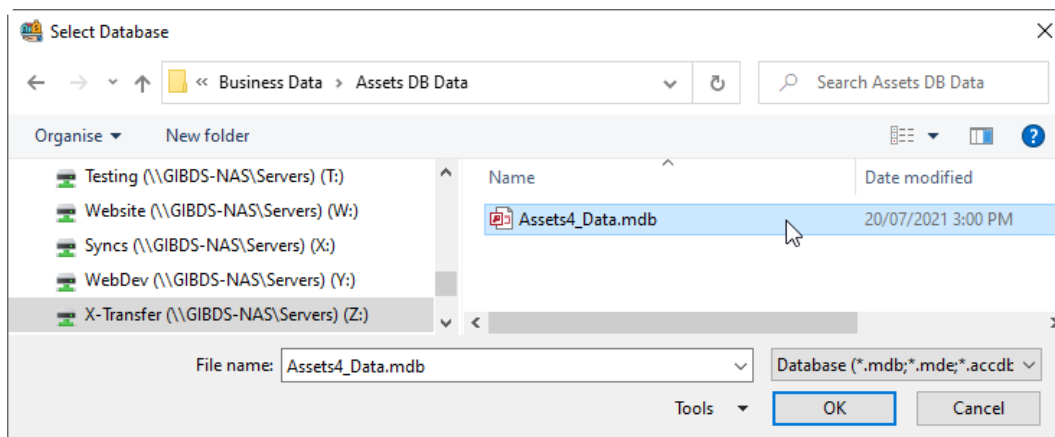 Select Database
« Business Data > Assets DB Data
Search Assets DB Data
Organise
New folder
Testing (\\GIBDS-NAS\Servers) (T:)
Website (\\GIBDS-NAS\Servers) (W:)
Syncs (\\GIBDS-NAS\Servers) (X:)
WebDev (\\GIBDS-NAS\Servers) (Y:)
X-Transfer (\\GIBDS-NAS\Servers) (Z:)
Name
Date modified
Assets4_Data.mdb
20/07/2021 3:00 PM
File name:
Assets4_Data.mdb
Database (*.mdb;*.mde;*.accdb
Tools
OK
Cancel